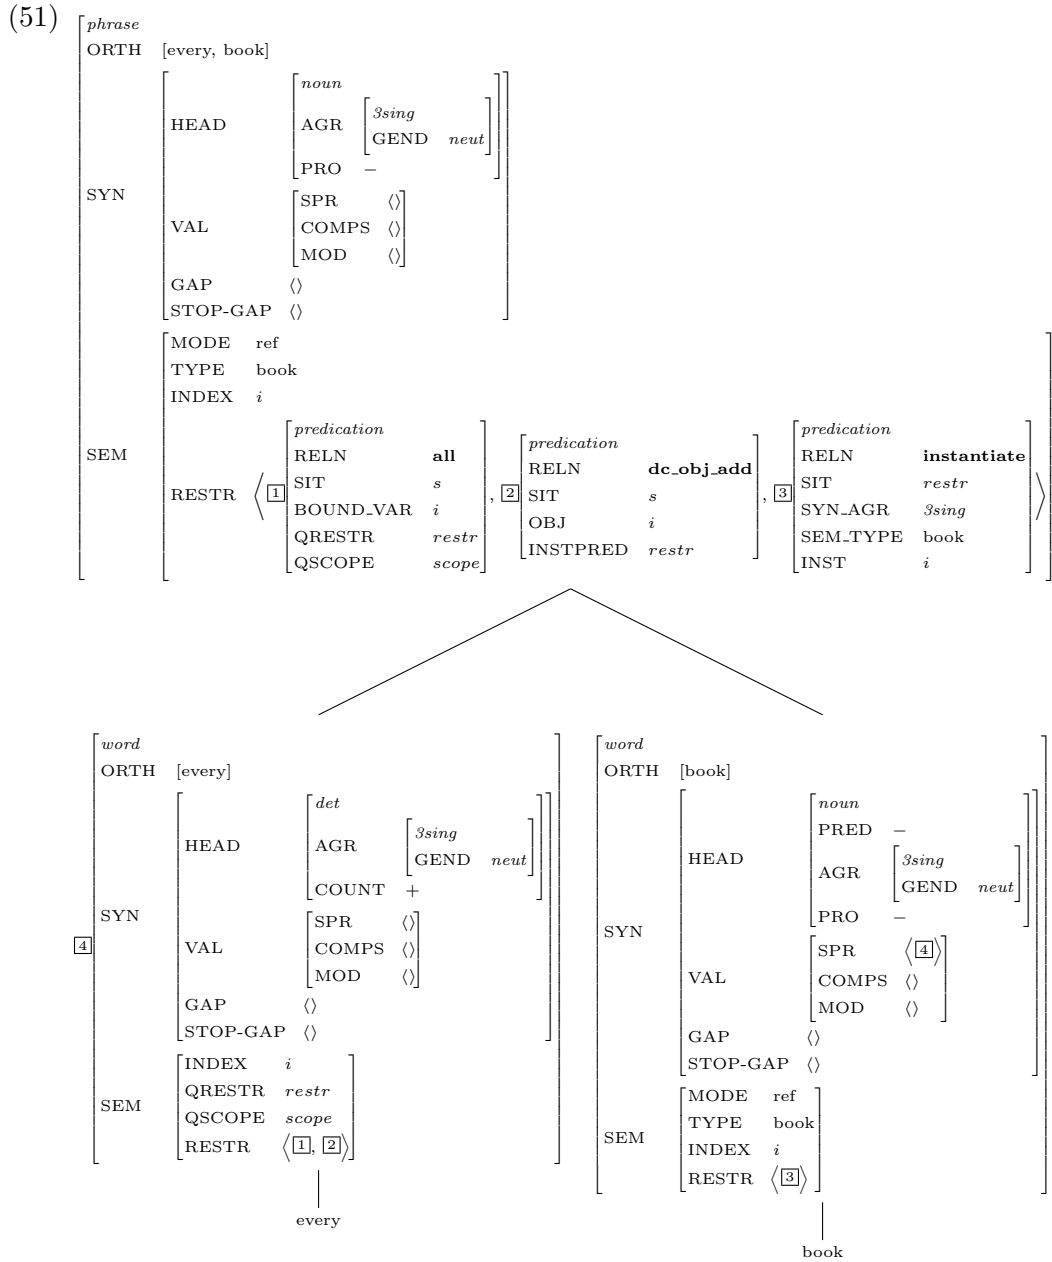 (51)
phrase
ORTH [every, book]
SYN
HEAD
noun
AGR
3sing
GEND neut
PRO −
VAL
SPR ⟨⟩
COMPS ⟨⟩
MOD ⟨⟩
GAP ⟨⟩
STOP-GAP ⟨⟩
SEM
MODE ref
TYPE book
INDEX i
RESTR
⟨ 1
predication
RELN all
SIT s
BOUND_VAR i
QRESTR restr
QSCOPE scope
, 2
predication
RELN dc_obj_add
SIT s
OBJ i
INSTPRED restr
, 3
predication
RELN instantiate
SIT restr
SYN_AGR 3sing
SEM_TYPE book
INST i
⟩
4
word
ORTH [every]
SYN
HEAD
det
AGR
3sing
GEND neut
COUNT +
VAL
SPR ⟨⟩
COMPS ⟨⟩
MOD ⟨⟩
GAP ⟨⟩
STOP-GAP ⟨⟩
SEM
INDEX i
QRESTR restr
QSCOPE scope
RESTR ⟨1, 2⟩
every
word
ORTH [book]
SYN
HEAD
noun
PRED −
AGR
3sing
GEND neut
PRO −
VAL
SPR ⟨4⟩
COMPS ⟨⟩
MOD ⟨⟩
GAP ⟨⟩
STOP-GAP ⟨⟩
SEM
MODE ref
TYPE book
INDEX i
RESTR ⟨3⟩
book